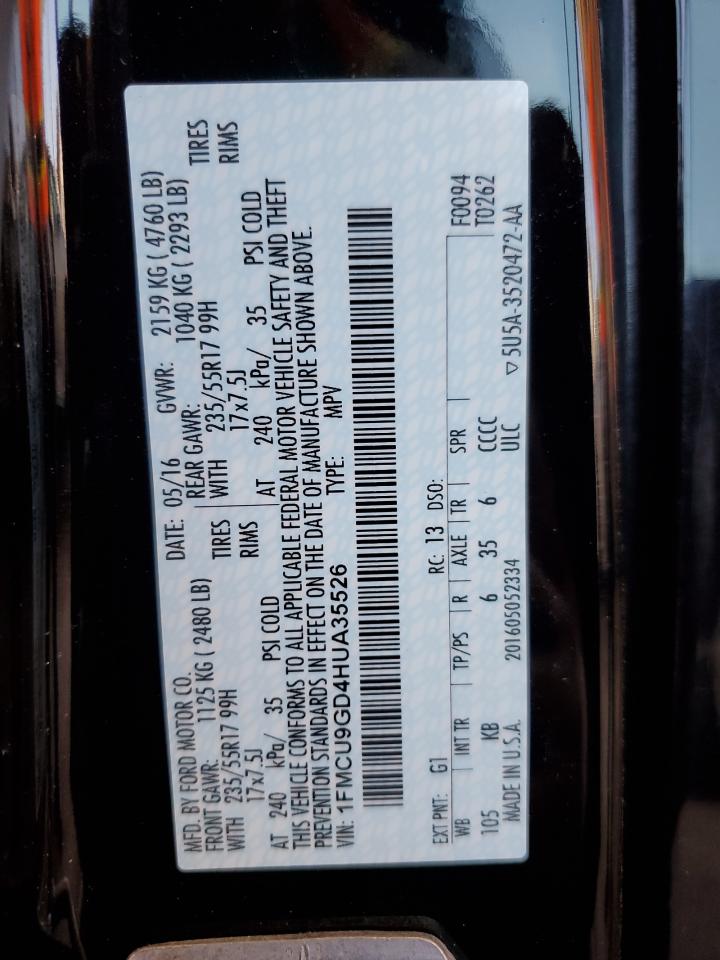 MFD. BY FORD MOTOR CO.
DATE: 05/16 GVWR: 2159 KG ( 4760 LB)
FRONT GAWR: 1125 KG ( 2480 LB)
REAR GAWR: 1040 KG ( 2293 LB)
WITH 235/55R17 99H TIRES
WITH 235/55R17 99H TIRES
17x7.5J RIMS
17x7.5J RIMS
AT 240 kPa/ 35 PSI COLD
AT 240 kPa/ 35 PSI COLD
THIS VEHICLE CONFORMS TO ALL APPLICABLE FEDERAL MOTOR VEHICLE SAFETY AND THEFT
PREVENTION STANDARDS IN EFFECT ON THE DATE OF MANUFACTURE SHOWN ABOVE.
VIN: 1FMCU9GD4HUA35526 TYPE: MPV
EXT PNT: G1 RC: 13 DSO: F0094
WB INT TR TP/PS R AXLE TR SPR T0262
105 KB 6 35 6 CCCC
MADE IN U.S.A. 201605052334 ULC ▽5U5A-3520472-AA